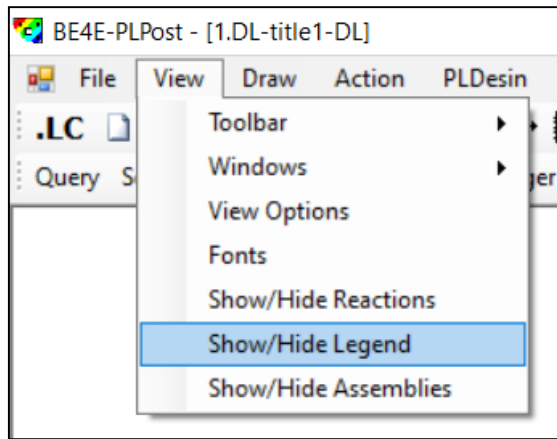 BE4E-PLPost - [1.DL-title1-DL]
File View Draw Action PLDesin
.LC
Toolbar
Query
Windows
View Options
Fonts
Show/Hide Reactions
Show/Hide Legend
Show/Hide Assemblies